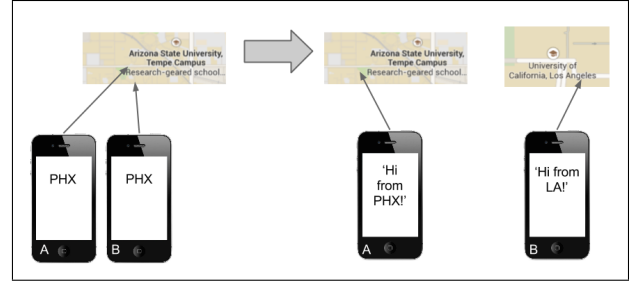 Arizona State University,
Tempe Campus
Research-geared school...
Arizona State University,
Tempe Campus
Research-geared school...
University of
California, Los Angeles
PHX
PHX
'Hi
from
PHX!'
'Hi from
LA!'
A
B
A
B